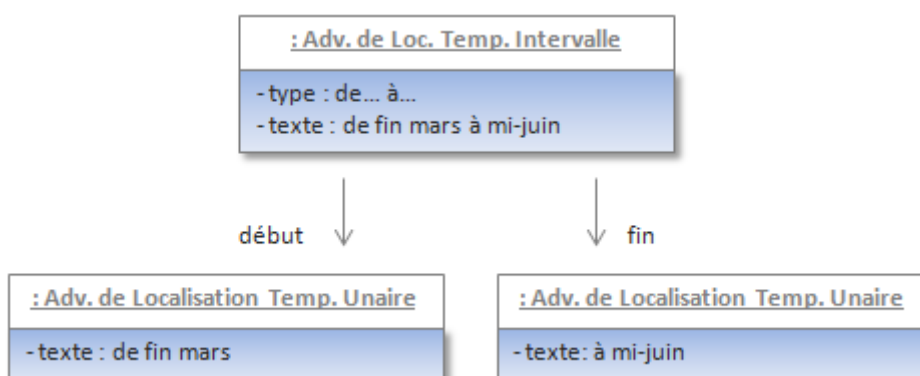 : Adv. de Loc. Temp. Intervalle
- type : de... à...
- texte : de fin mars à mi-juin
début
fin
: Adv. de Localisation Temp. Unaire
- texte : de fin mars
: Adv. de Localisation Temp. Unaire
- texte: à mi-juin